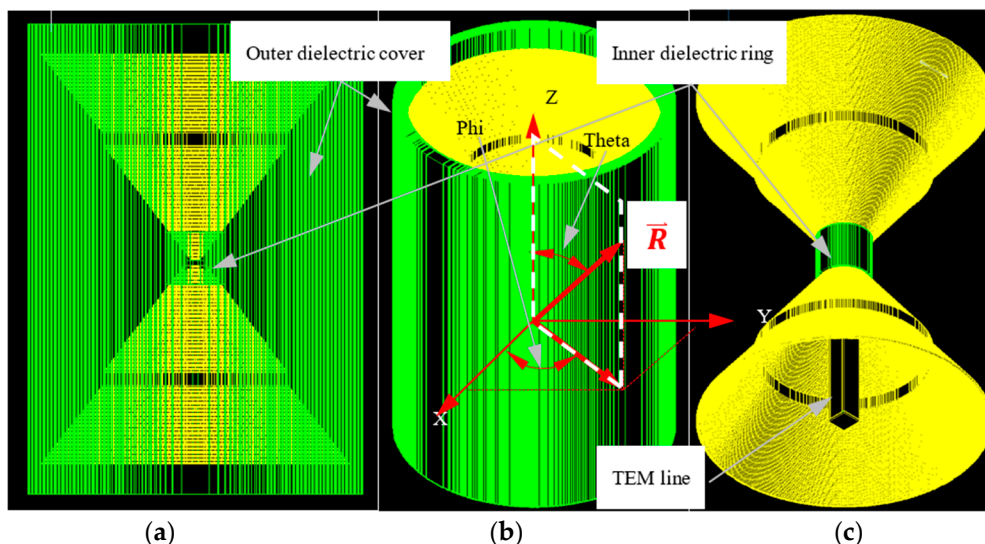 Outer dielectric cover
Inner dielectric ring
Z
Phi
Theta
R
Y
X
TEM line
(a)
(b)
(c)